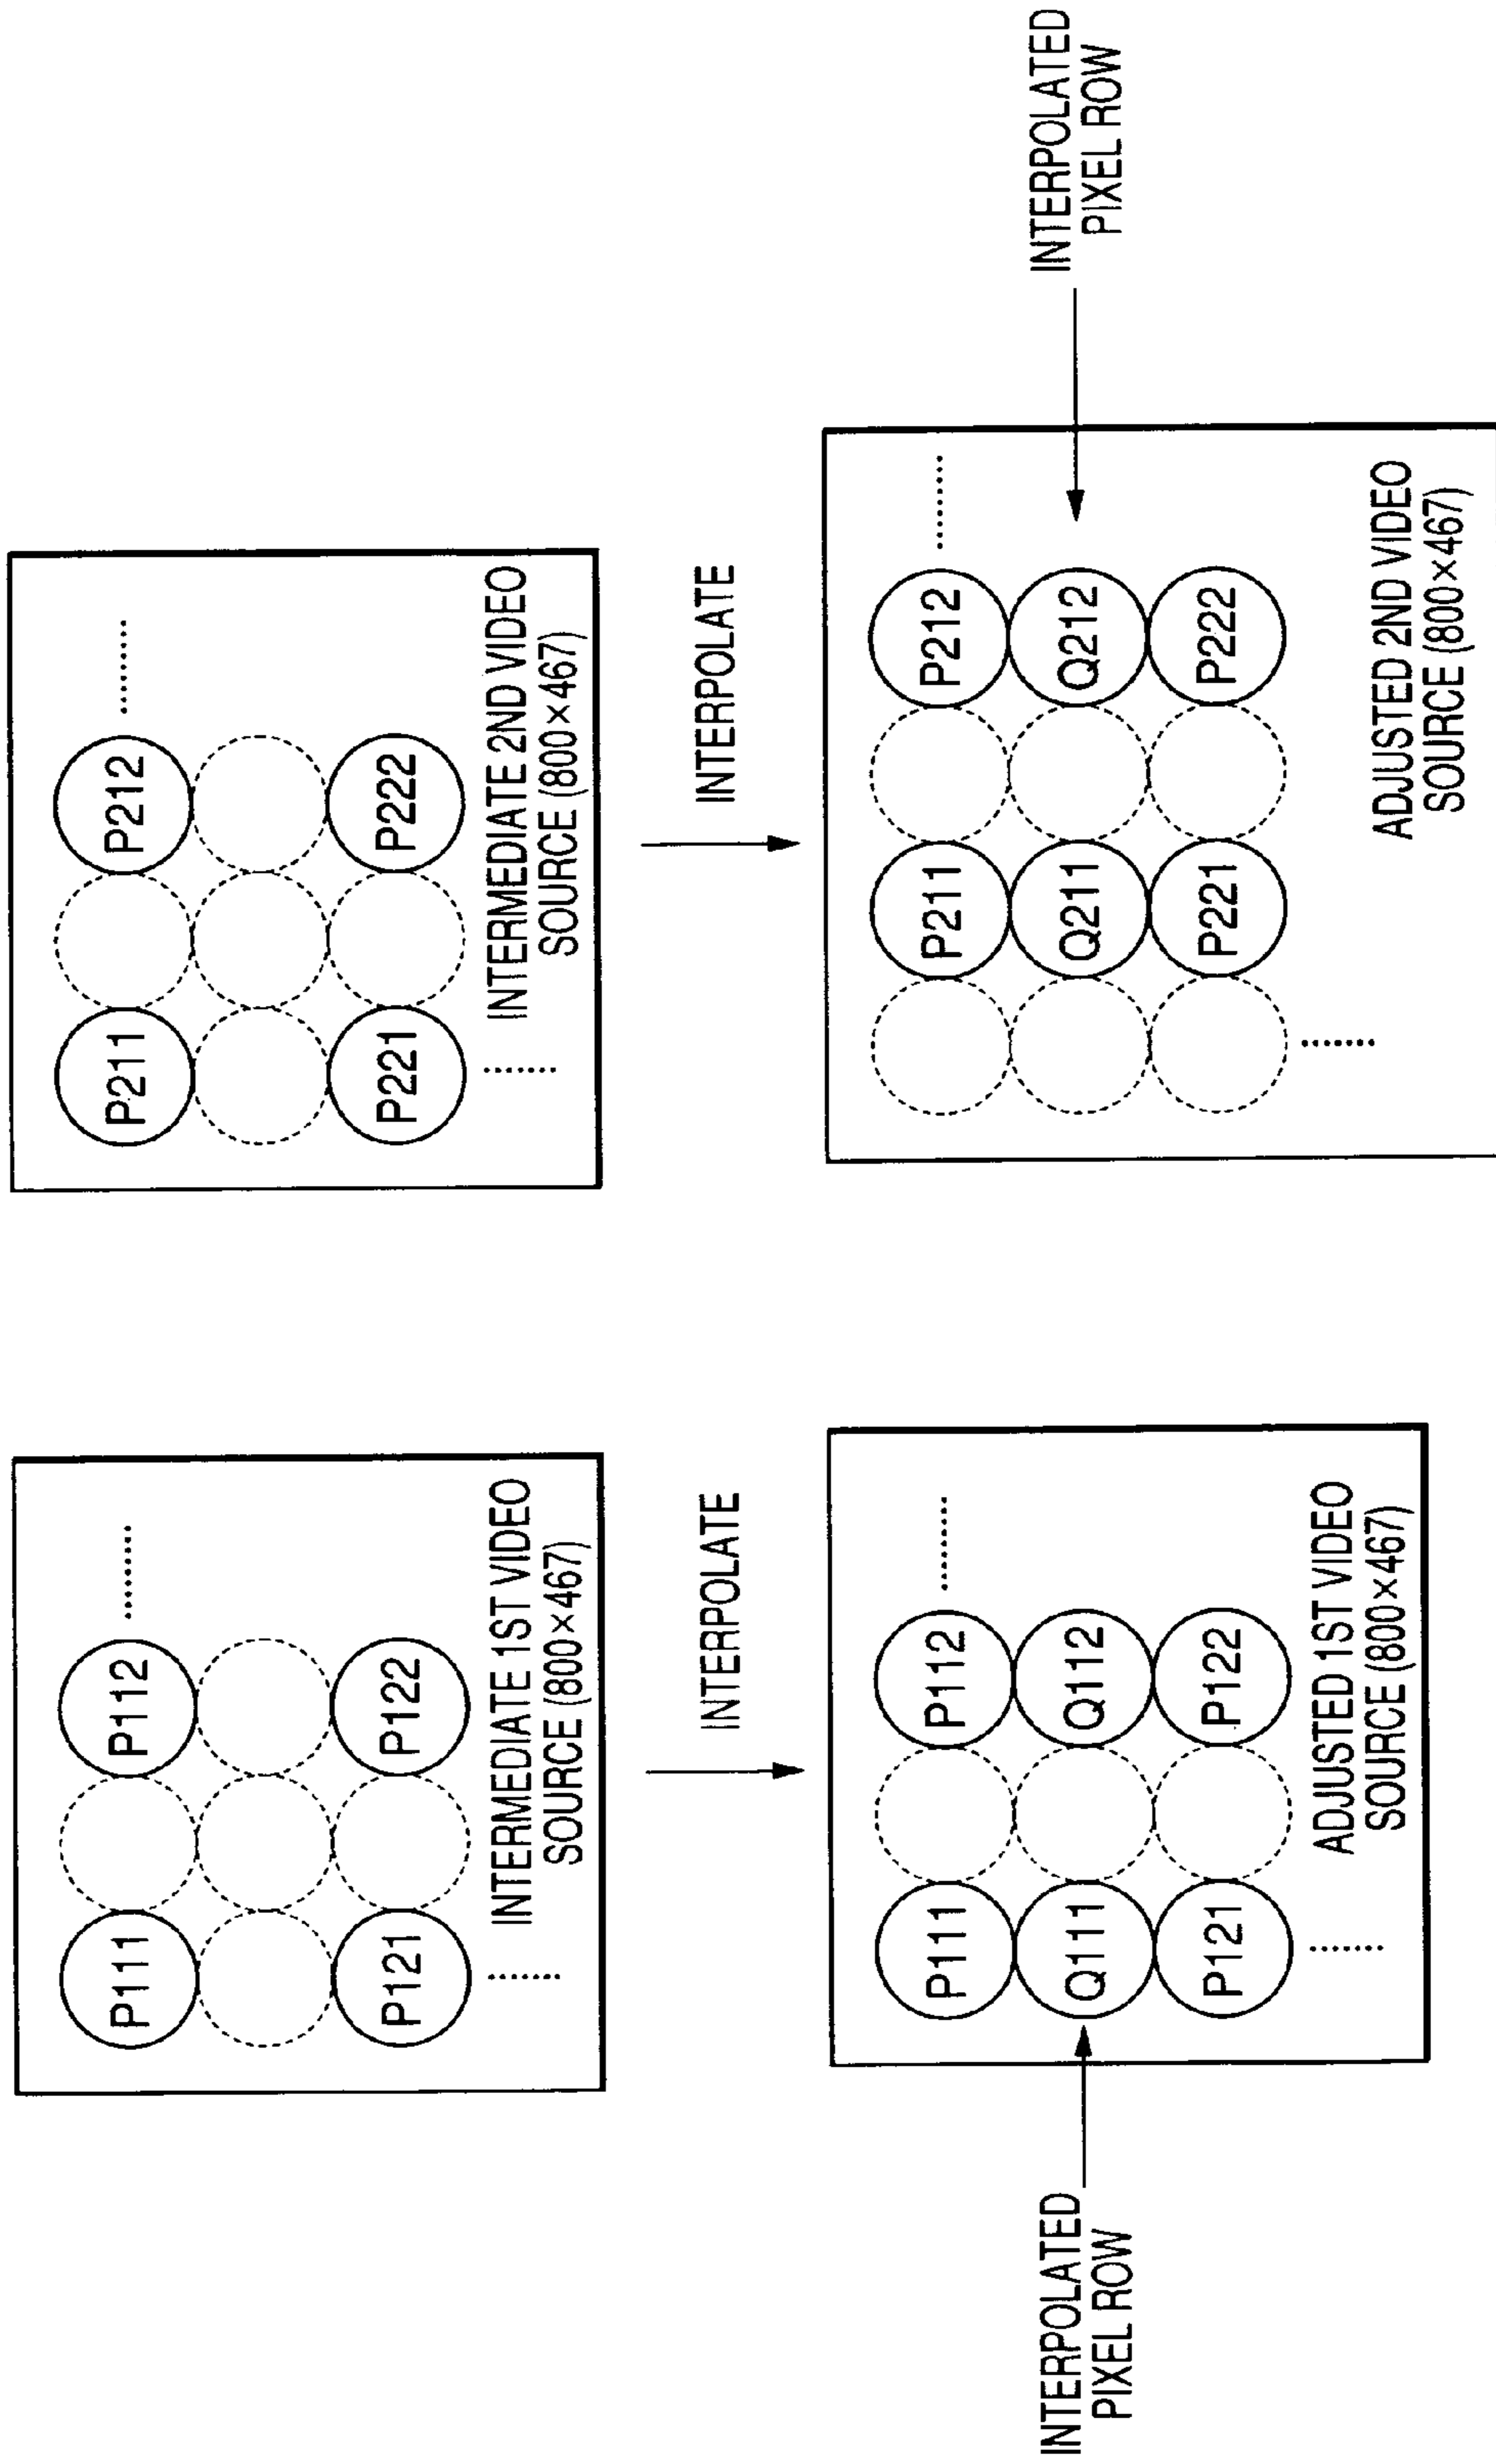 P111
P112
P121
P122
INTERMEDIATE 1ST VIDEO
SOURCE (800×467)
P211
P212
P221
P222
INTERMEDIATE 2ND VIDEO
SOURCE (800×467)
INTERPOLATE
INTERPOLATE
INTERPOLATED
PIXEL ROW
P111
P112
Q111
Q112
P121
P122
ADJUSTED 1ST VIDEO
SOURCE (800×467)
P211
P212
Q211
Q212
P221
P222
ADJUSTED 2ND VIDEO
SOURCE (800×467)
INTERPOLATED
PIXEL ROW